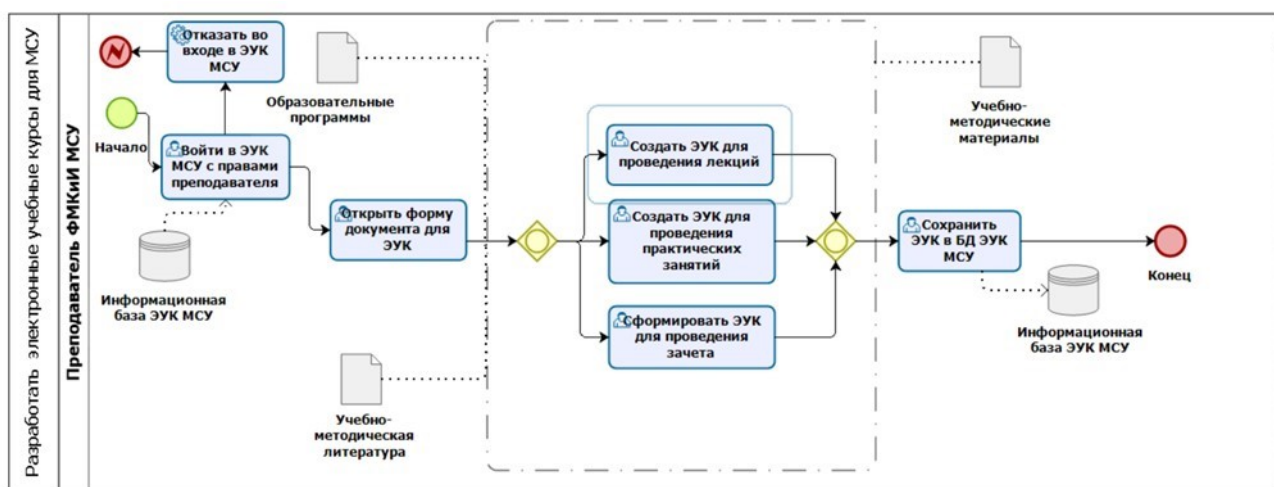 Разработать электронные учебные курсы для МСУ
Преподаватель ФМКиИ МСУ
Отказать во
входе в ЭУК
МСУ
Начало
Войти в ЭУК
МСУ с правами
преподавателя
Информационная
база ЭУК МСУ
Образовательные
программы
Открыть форму
документа для
ЭУК
Учебно-
методическая
литература
Создать ЭУК для
проведения лекций
Создать ЭУК для
проведения
практических
занятий
Сформировать ЭУК
для проведения
зачета
Учебно-
методические
материалы
Сохранить
ЭУК в БД ЭУК
МСУ
Информационная
база ЭУК МСУ
Конец